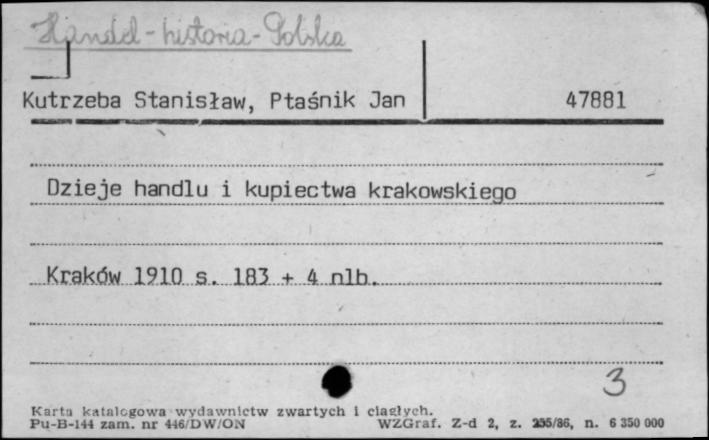 Handel - historia - Polska
Kutrzeba Stanisław, Ptaśnik Jan 47881
Dzieje handlu i kupiectwa krakowskiego
Kraków 1910 s. 183 + 4 nlb.
3
Karta katalogowa wydawnictw zwartych i ciągłych.
Pu-B-144 zam. nr 446/DW/ON WZGraf. Z-d 2, z. 255/86, n. 6 350 000